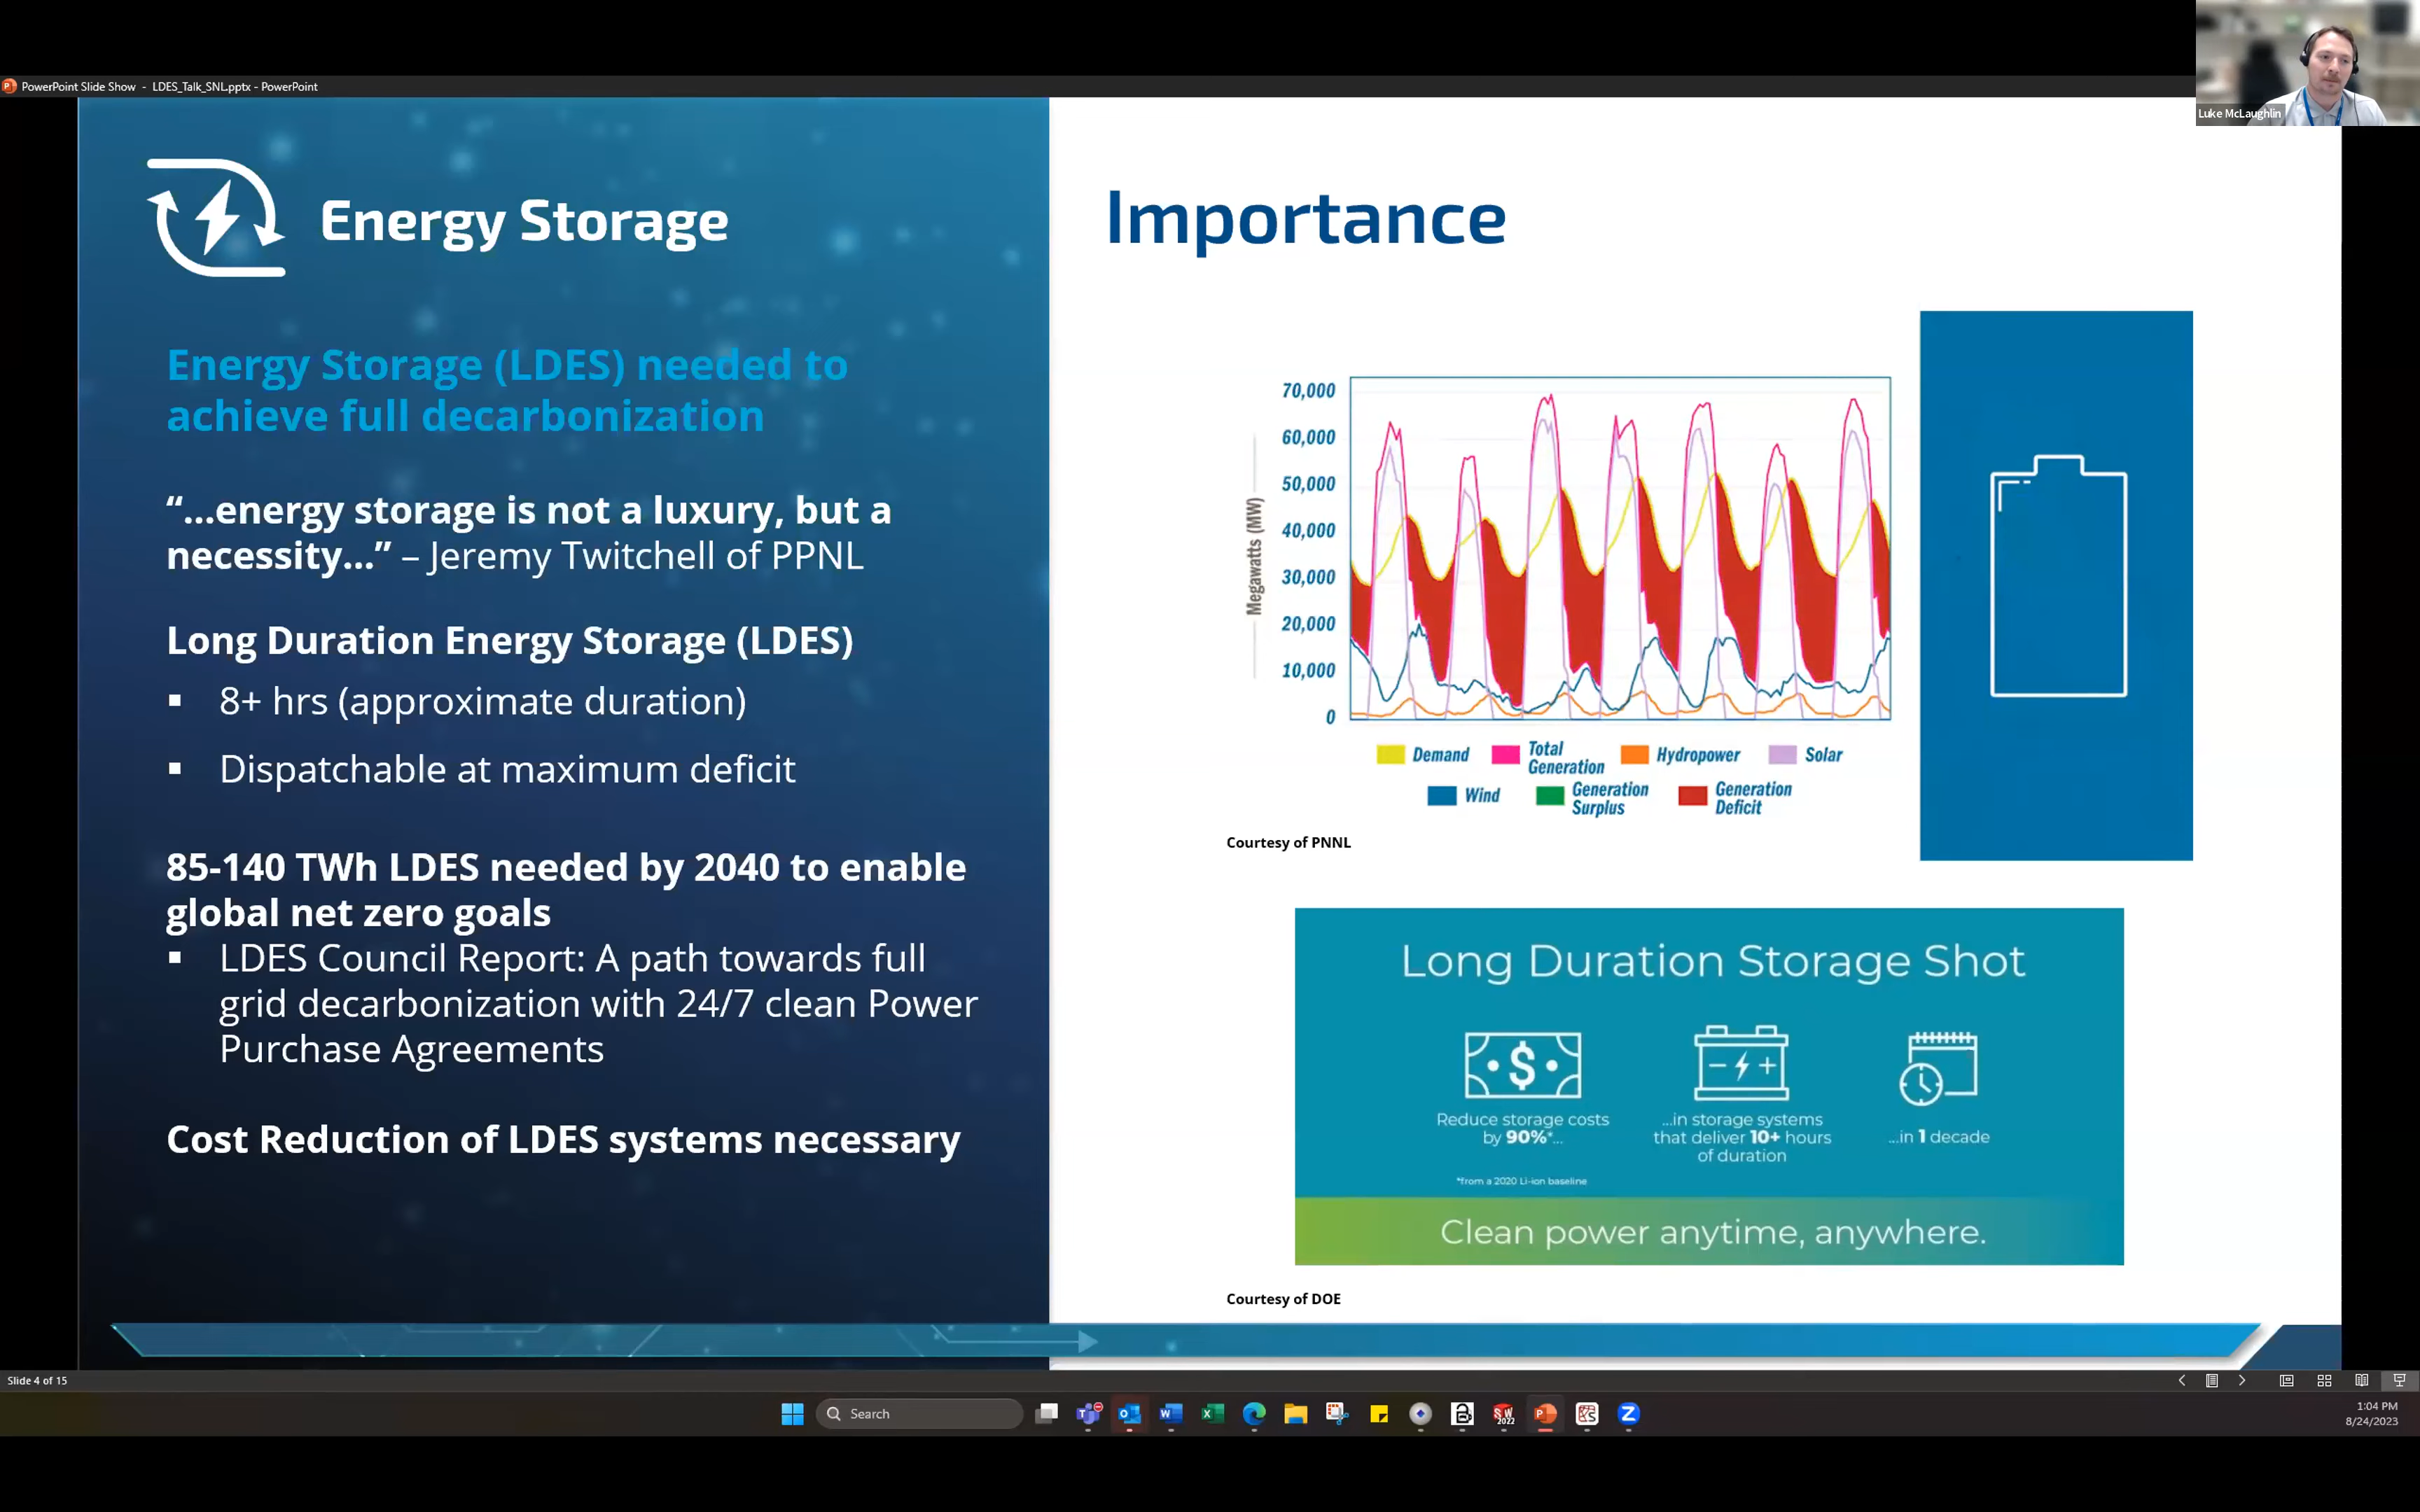 PowerPoint Slide Show - LDES_Talk_SNL.pptx - PowerPoint
Luke McLaughlin
Energy Storage
Energy Storage (LDES) needed to
achieve full decarbonization
“...energy storage is not a luxury, but a
necessity...” – Jeremy Twitchell of PPNL
Long Duration Energy Storage (LDES)
▪ 8+ hrs (approximate duration)
▪ Dispatchable at maximum deficit
85-140 TWh LDES needed by 2040 to enable
global net zero goals
▪ LDES Council Report: A path towards full
grid decarbonization with 24/7 clean Power
Purchase Agreements
Cost Reduction of LDES systems necessary
Importance
Megawatts (MW)
70,000
60,000
50,000
40,000
30,000
20,000
10,000
0
Demand
Total
Generation
Hydropower
Solar
Wind
Generation
Surplus
Generation
Deficit
Courtesy of PNNL
Long Duration Storage Shot
Reduce storage costs
by 90%*...
...in storage systems
that deliver 10+ hours
of duration
...in 1 decade
*from a 2020 Li-ion baseline
Clean power anytime, anywhere.
Courtesy of DOE
Slide 4 of 15
Search
1:04 PM
8/24/2023